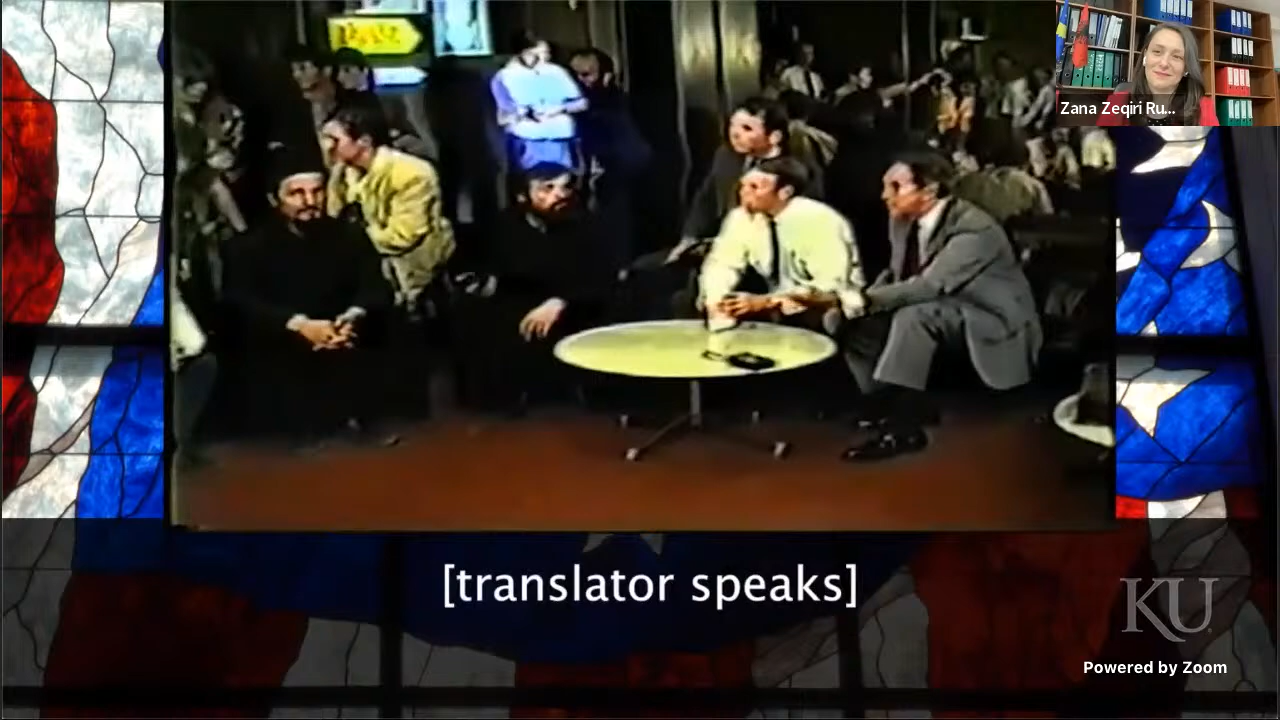 Zana Zeqiri Ru...
[translator speaks]
KU
Powered by Zoom